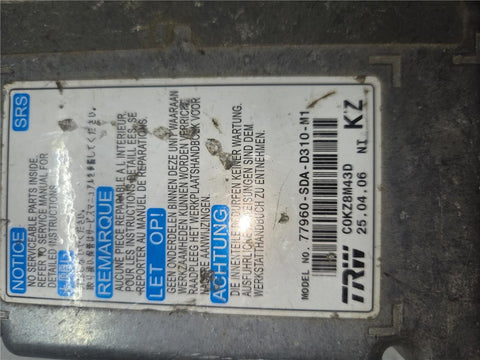 SRS
NOTICE
NO SERVICEABLE PARTS INSIDE.
REFER TO SERVICE MANUAL FOR
DETAILED INSTRUCTIONS.
REMARQUE
AUCUNE PIECE REPARABLE A L'INTERIEUR.
POUR LES INSTRUCTIONS DETAILLEES, SE
REPORTER AU MANUEL DE REPARATIONS.
LET OP!
GEEN ONDERDELEN BINNEN DEZE UNIT WAARAAN
WERKZAAMHEDEN KUNNEN WORDEN VERRICHT.
RAADPLEEG HET WERKPLAATSHANDBOEK VOOR
NADERE AANWIJZINGEN.
ACHTUNG
DIE INNENTEILE BEDÜRFEN KEINER WARTUNG.
AUSFÜHRLICHE ANWEISUNGEN SIND DEM
WERKSTATTHANDBUCH ZU ENTNEHMEN.
MODEL NO. 77960-SDA-D310-M1
TRW
KZ
25.04.06 NI